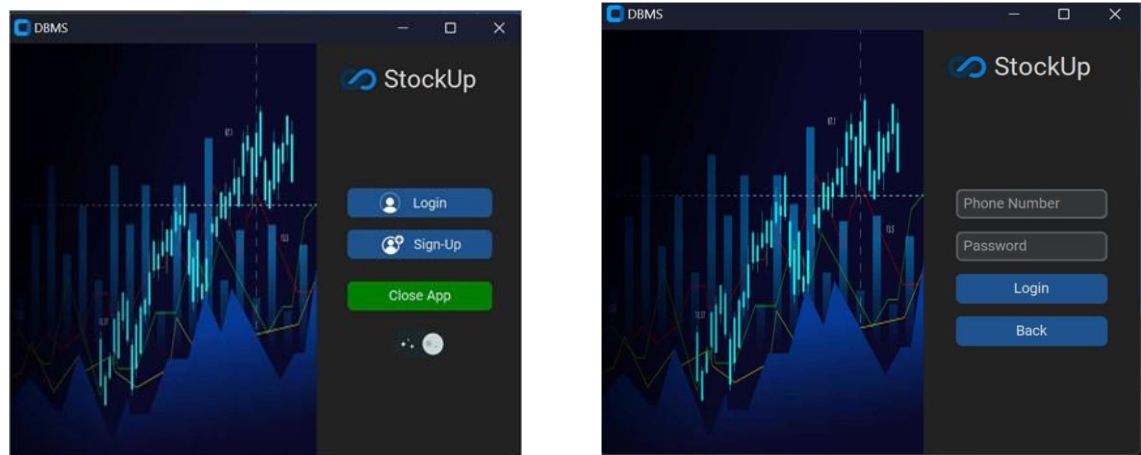 DBMS
StockUp
Login
Sign-Up
Close App
DBMS
StockUp
Phone Number
Password
Login
Back